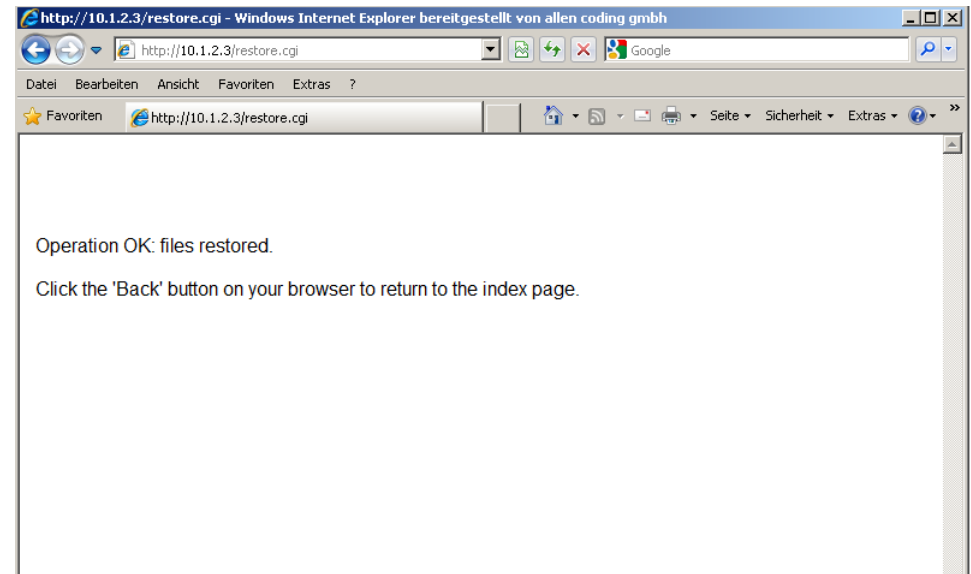 http://10.1.2.3/restore.cgi - Windows Internet Explorer bereitgestellt von allen coding gmbh
http://10.1.2.3/restore.cgi Google
Datei Bearbeiten Ansicht Favoriten Extras ?
Favoriten http://10.1.2.3/restore.cgi Seite Sicherheit Extras »
Operation OK: files restored.
Click the 'Back' button on your browser to return to the index page.